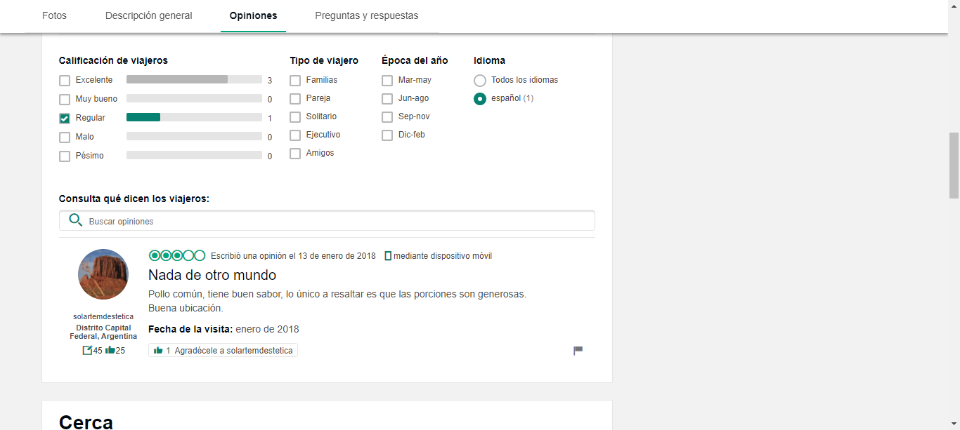 Fotos Descripción general Opiniones Preguntas y respuestas
Calificación de viajeros Tipo de viajero Época del año Idioma
Excelente 3 Familias Mar-may Todos los idiomas
Muy bueno 0 Pareja Jun-ago español (1)
Regular 1 Solitario Sep-nov
Malo 0 Ejecutivo Dic-feb
Pésimo 0 Amigos
Consulta qué dicen los viajeros:
Buscar opiniones
Escribió una opinión el 13 de enero de 2018 mediante dispositivo móvil
Nada de otro mundo
Pollo común, tiene buen sabor, lo único a resaltar es que las porciones son generosas.
Buena ubicación.
solartemdestetica
Distrito Capital
Federal, Argentina
Fecha de la visita: enero de 2018
45 25
1 Agradécele a solartemdestetica
Cerca